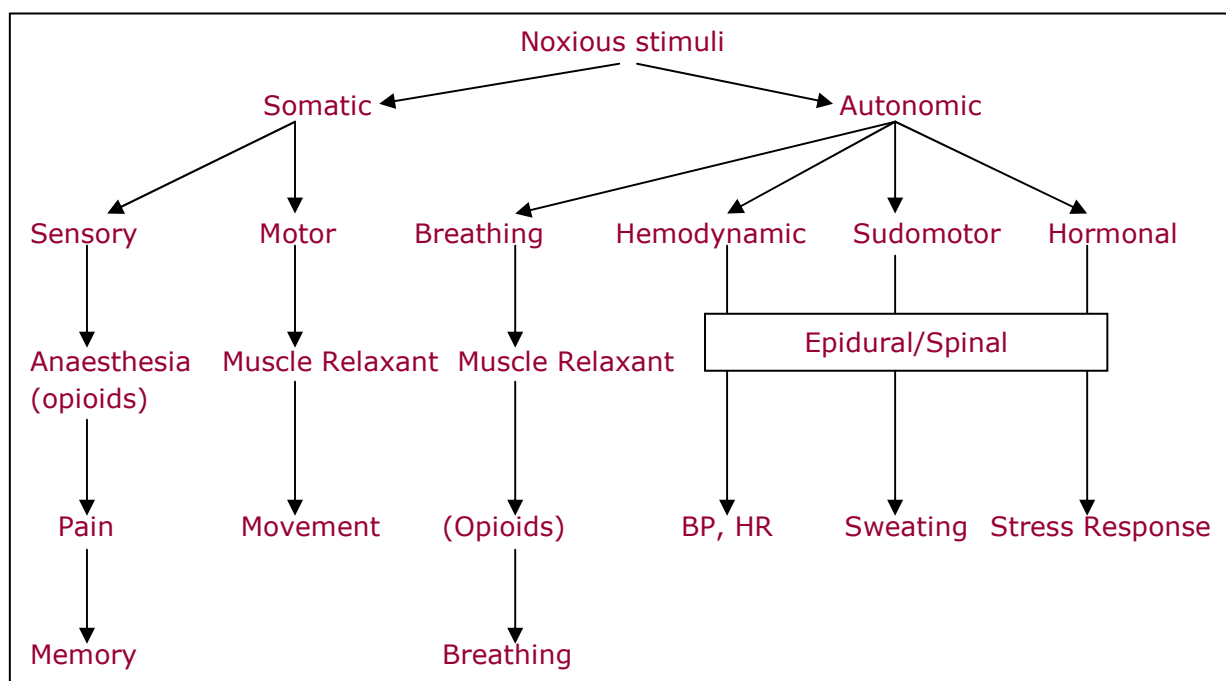 Noxious stimuli
Somatic
Autonomic
Sensory
Motor
Breathing
Hemodynamic
Sudomotor
Hormonal
Epidural/Spinal
Anaesthesia
(opioids)
Muscle Relaxant
Muscle Relaxant
Pain
Movement
(Opioids)
BP, HR
Sweating
Stress Response
Memory
Breathing